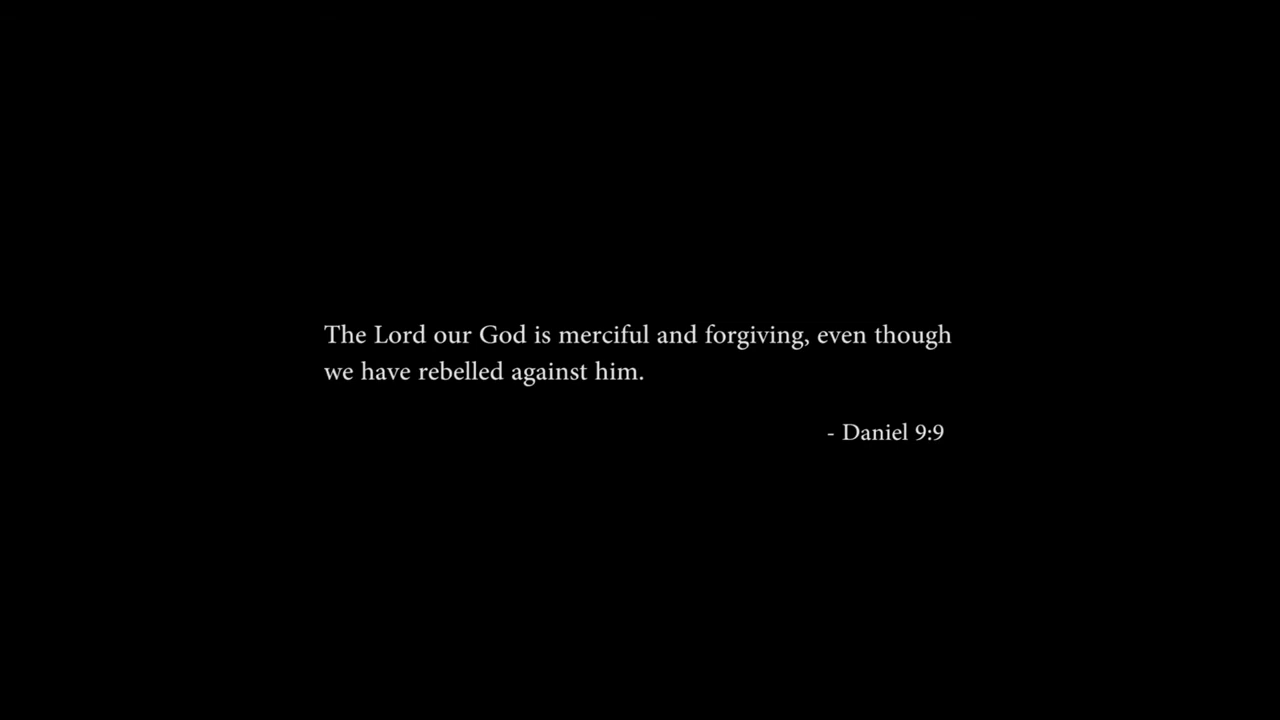 The Lord our God is merciful and forgiving, even though
we have rebelled against him.
- Daniel 9:9